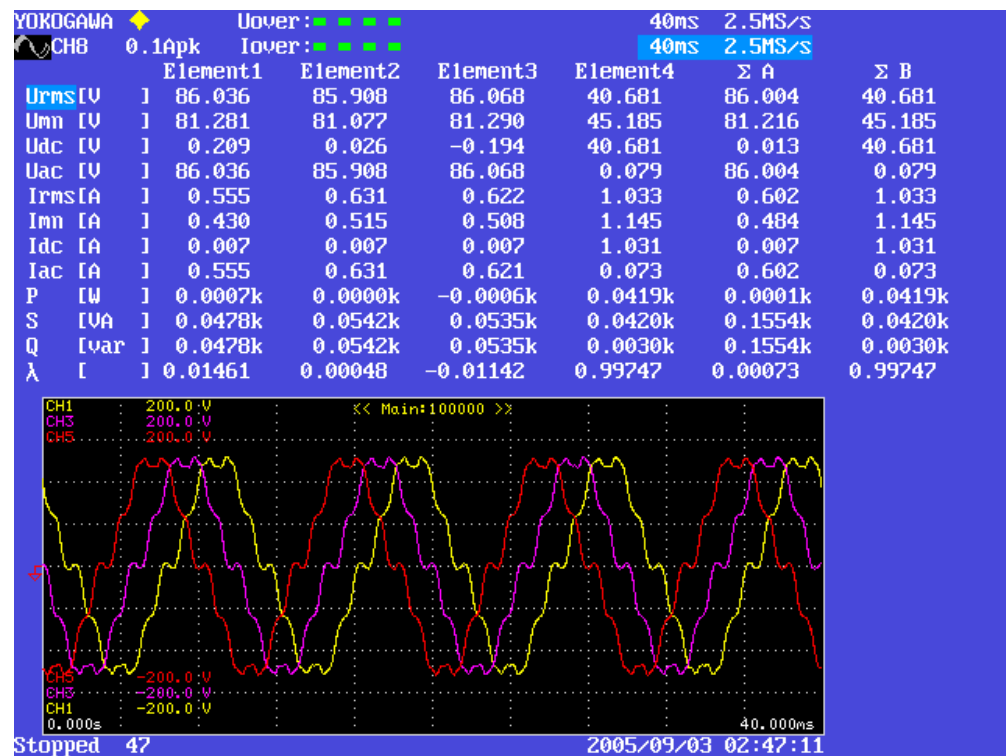 YOKOGAWA Uover: 40ms 2.5MS/s
CH8 0.1Apk Iover: 40ms 2.5MS/s
Element1 Element2 Element3 Element4 Σ A Σ B
Urms[V ] 86.036 85.908 86.068 40.681 86.004 40.681
Umn [V ] 81.281 81.077 81.290 45.185 81.216 45.185
Udc [V ] 0.209 0.026 -0.194 40.681 0.013 40.681
Uac [V ] 86.036 85.908 86.068 0.079 86.004 0.079
Irms[A ] 0.555 0.631 0.622 1.033 0.602 1.033
Imn [A ] 0.430 0.515 0.508 1.145 0.484 1.145
Idc [A ] 0.007 0.007 0.007 1.031 0.007 1.031
Iac [A ] 0.555 0.631 0.621 0.073 0.602 0.073
P [W ] 0.0007k 0.0000k -0.0006k 0.0419k 0.0001k 0.0419k
S [VA ] 0.0478k 0.0542k 0.0535k 0.0420k 0.1554k 0.0420k
Q [var ] 0.0478k 0.0542k 0.0535k 0.0030k 0.1554k 0.0030k
λ [ ] 0.01461 0.00048 -0.01142 0.99747 0.00073 0.99747
CH1 200.0 V << Main:100000 >>
CH3 200.0 V
CH5 200.0 V
CH5 -200.0 V
CH3 -200.0 V
CH1 -200.0 V
0.000s 40.000ms
Stopped 47 2005/09/03 02:47:11